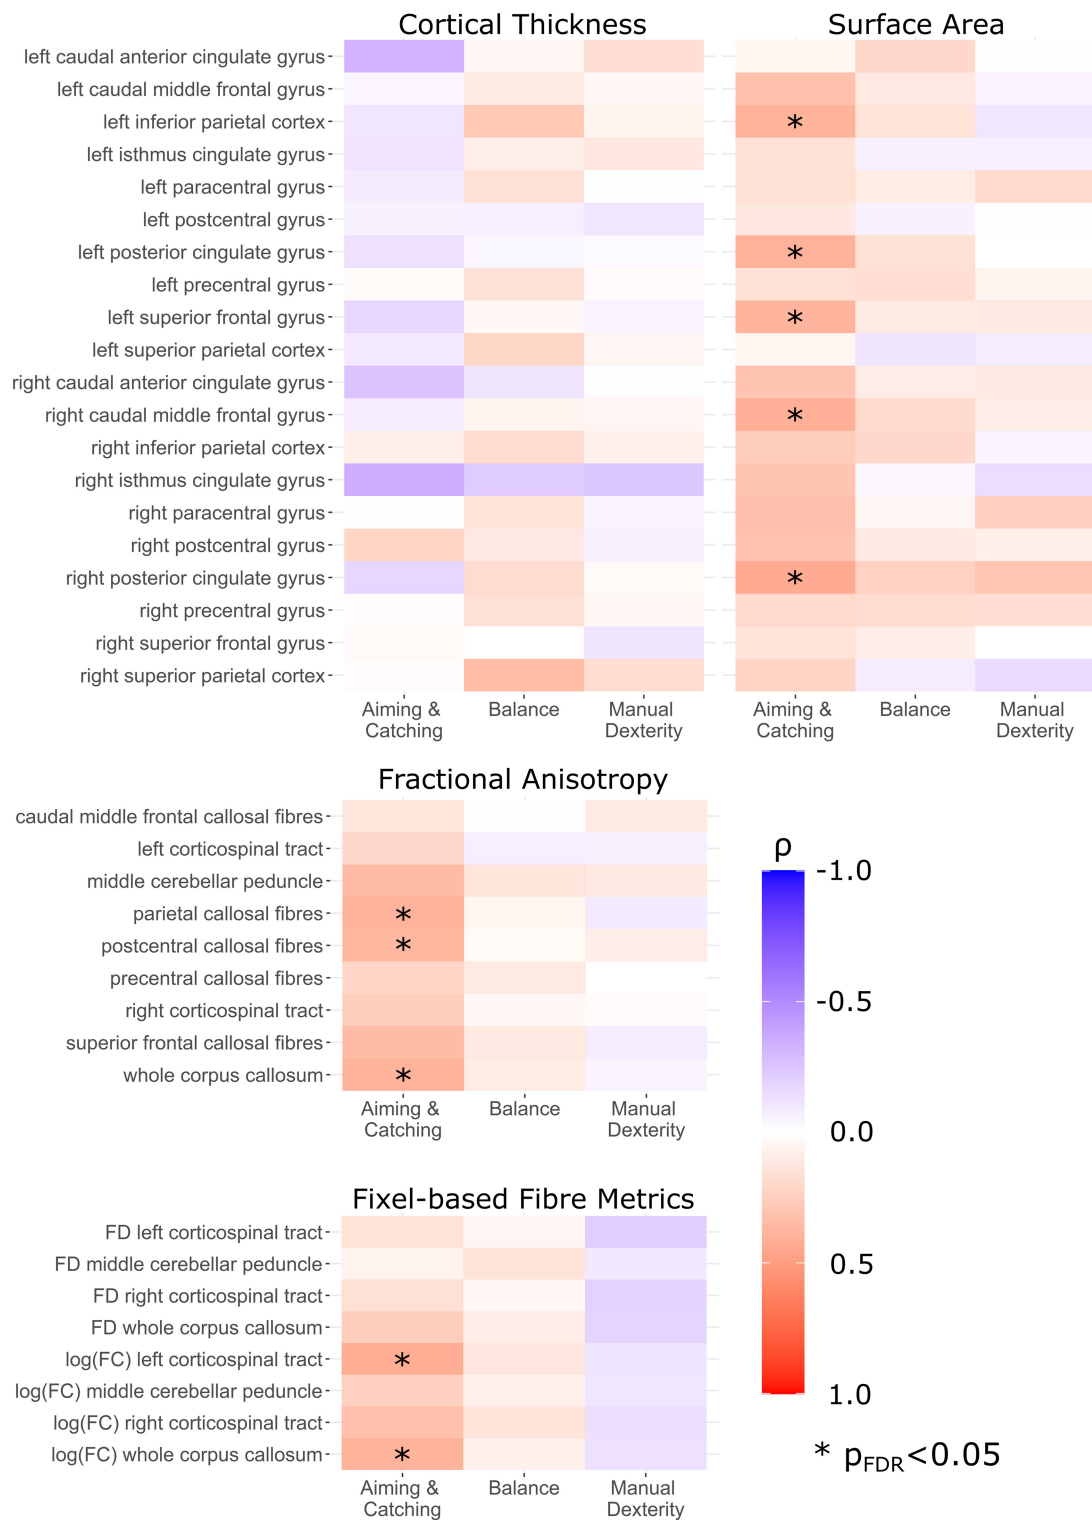 Cortical Thickness
Surface Area
left caudal anterior cingulate gyrus
left caudal middle frontal gyrus
left inferior parietal cortex
*
left isthmus cingulate gyrus
left paracentral gyrus
left postcentral gyrus
left posterior cingulate gyrus
*
left precentral gyrus
left superior frontal gyrus
*
left superior parietal cortex
right caudal anterior cingulate gyrus
right caudal middle frontal gyrus
*
right inferior parietal cortex
right isthmus cingulate gyrus
right paracentral gyrus
right postcentral gyrus
right posterior cingulate gyrus
*
right precentral gyrus
right superior frontal gyrus
right superior parietal cortex
Aiming &
Catching
Balance
Manual
Dexterity
Aiming &
Catching
Balance
Manual
Dexterity
Fractional Anisotropy
caudal middle frontal callosal fibres
left corticospinal tract
middle cerebellar peduncle
parietal callosal fibres
*
postcentral callosal fibres
*
precentral callosal fibres
right corticospinal tract
superior frontal callosal fibres
whole corpus callosum
*
Aiming &
Catching
Balance
Manual
Dexterity
ρ
-1.0
-0.5
0.0
0.5
1.0
* pFDR<0.05
Fixel-based Fibre Metrics
FD left corticospinal tract
FD middle cerebellar peduncle
FD right corticospinal tract
FD whole corpus callosum
log(FC) left corticospinal tract
*
log(FC) middle cerebellar peduncle
log(FC) right corticospinal tract
log(FC) whole corpus callosum
*
Aiming &
Catching
Balance
Manual
Dexterity